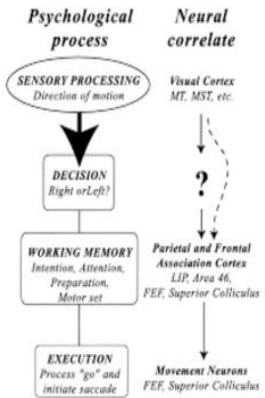 Psychological
process
Neural
correlate
SENSORY PROCESSING
Direction of motion
Visual Cortex
MT, MST, etc.
DECISION
Right orLeft?
?
WORKING MEMORY
Intention, Attention,
Preparation,
Motor set
Parietal and Frontal
Association Cortex
LIP, Area 46,
FEF, Superior Colliculus
EXECUTION
Process "go" and
initiate saccade
Movement Neurons
FEF, Superior Colliculus